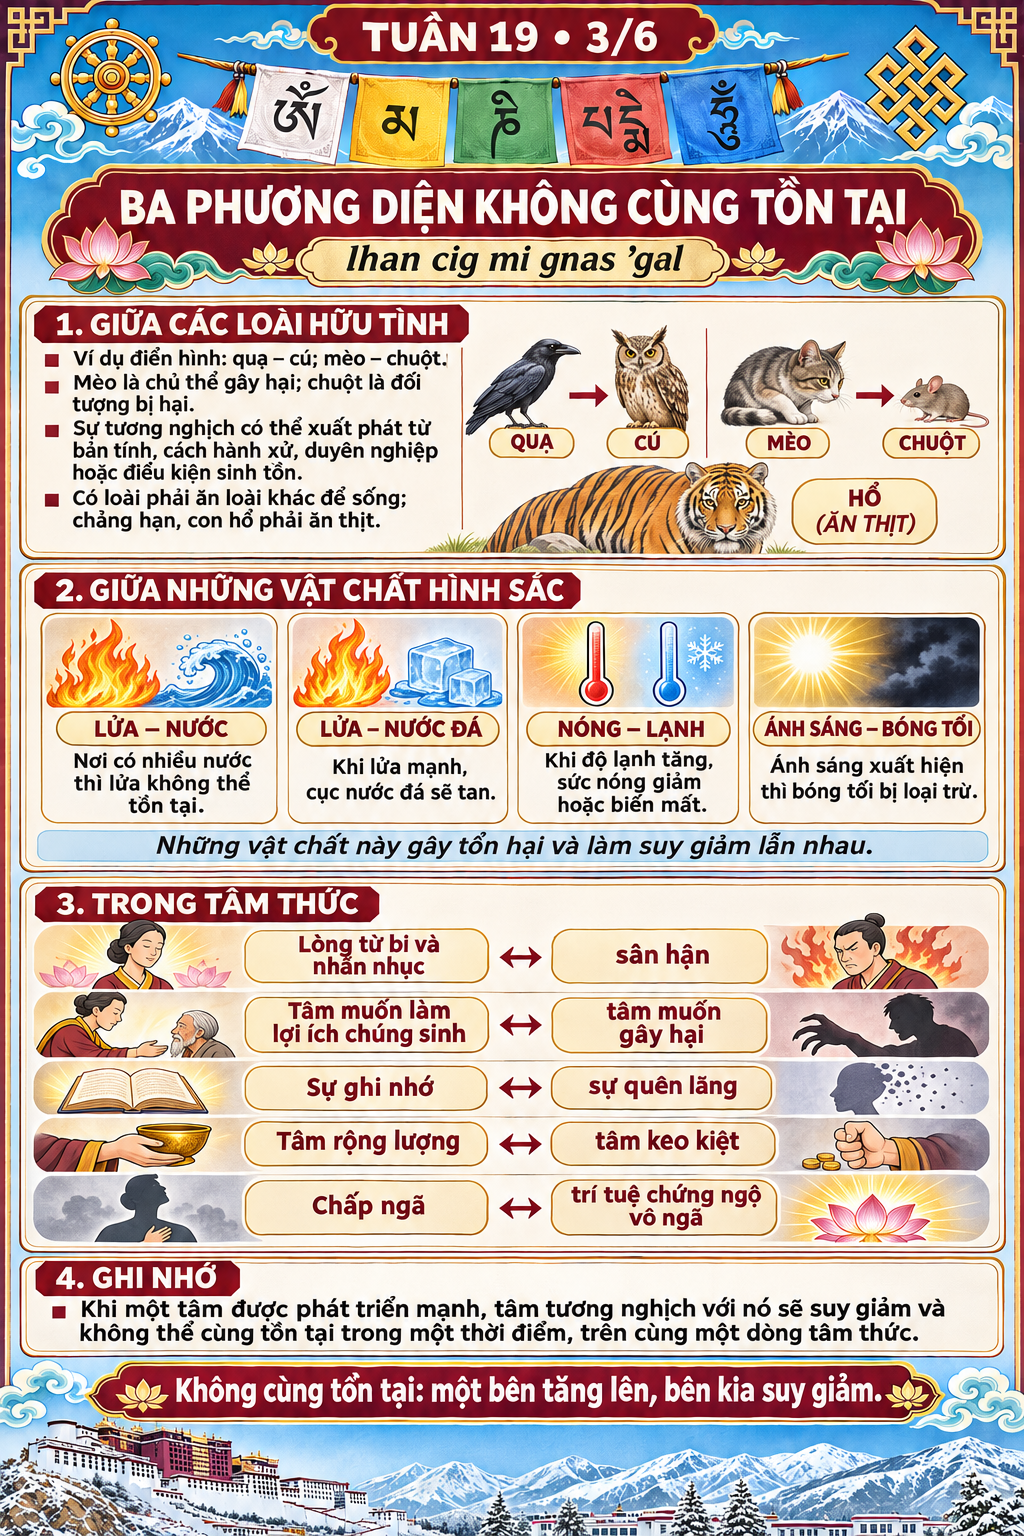 TUẦN 19 • 3/6
མ
BA PHƯƠNG DIỆN KHÔNG CÙNG TỒN TẠI
lhan cig mi gnas ’gal
1. GIỮA CÁC LOÀI HỮU TÌNH
Ví dụ điển hình: quạ – cú; mèo – chuột.
Mèo là chủ thể gây hại; chuột là đối
tượng bị hại.
Sự tương nghịch có thể xuất phát từ
bản tính, cách hành xử, duyên nghiệp
hoặc điều kiện sinh tồn.
Có loài phải ăn loài khác để sống;
chảng hạn, con hổ phải ăn thịt.
QUẠ
CÚ
MÈO
CHUỘT
HỔ
(ĂN THỊT)
2. GIỮA NHỮNG VẬT CHẤT HÌNH SẮC
LỬA – NƯỚC
Nơi có nhiều nước
thì lửa không thể
tồn tại.
LỬA – NƯỚC ĐÁ
Khi lửa mạnh,
cục nước đá sẽ tan.
NÓNG – LẠNH
Khi độ lạnh tăng,
sức nóng giảm
hoặc biến mất.
ÁNH SÁNG – BÓNG TỐI
Ánh sáng xuất hiện
thì bóng tối bị loại trừ.
Những vật chất này gây tổn hại và làm suy giảm lẫn nhau.
3. TRONG TÂM THỨC
Lòng từ bi và
nhẫn nhục
↔
sân hận
Tâm muốn làm
lợi ích chúng sinh
↔
tâm muốn
gây hại
Sự ghi nhớ
↔
sự quên lãng
Tâm rộng lượng
↔
tâm keo kiệt
Chấp ngã
↔
trí tuệ chứng ngộ
vô ngã
4. GHI NHỚ
Khi một tâm được phát triển mạnh, tâm tương nghịch với nó sẽ suy giảm và
không thể cùng tồn tại trong một thời điểm, trên cùng một dòng tâm thức.
Không cùng tồn tại: một bên tăng lên, bên kia suy giảm.